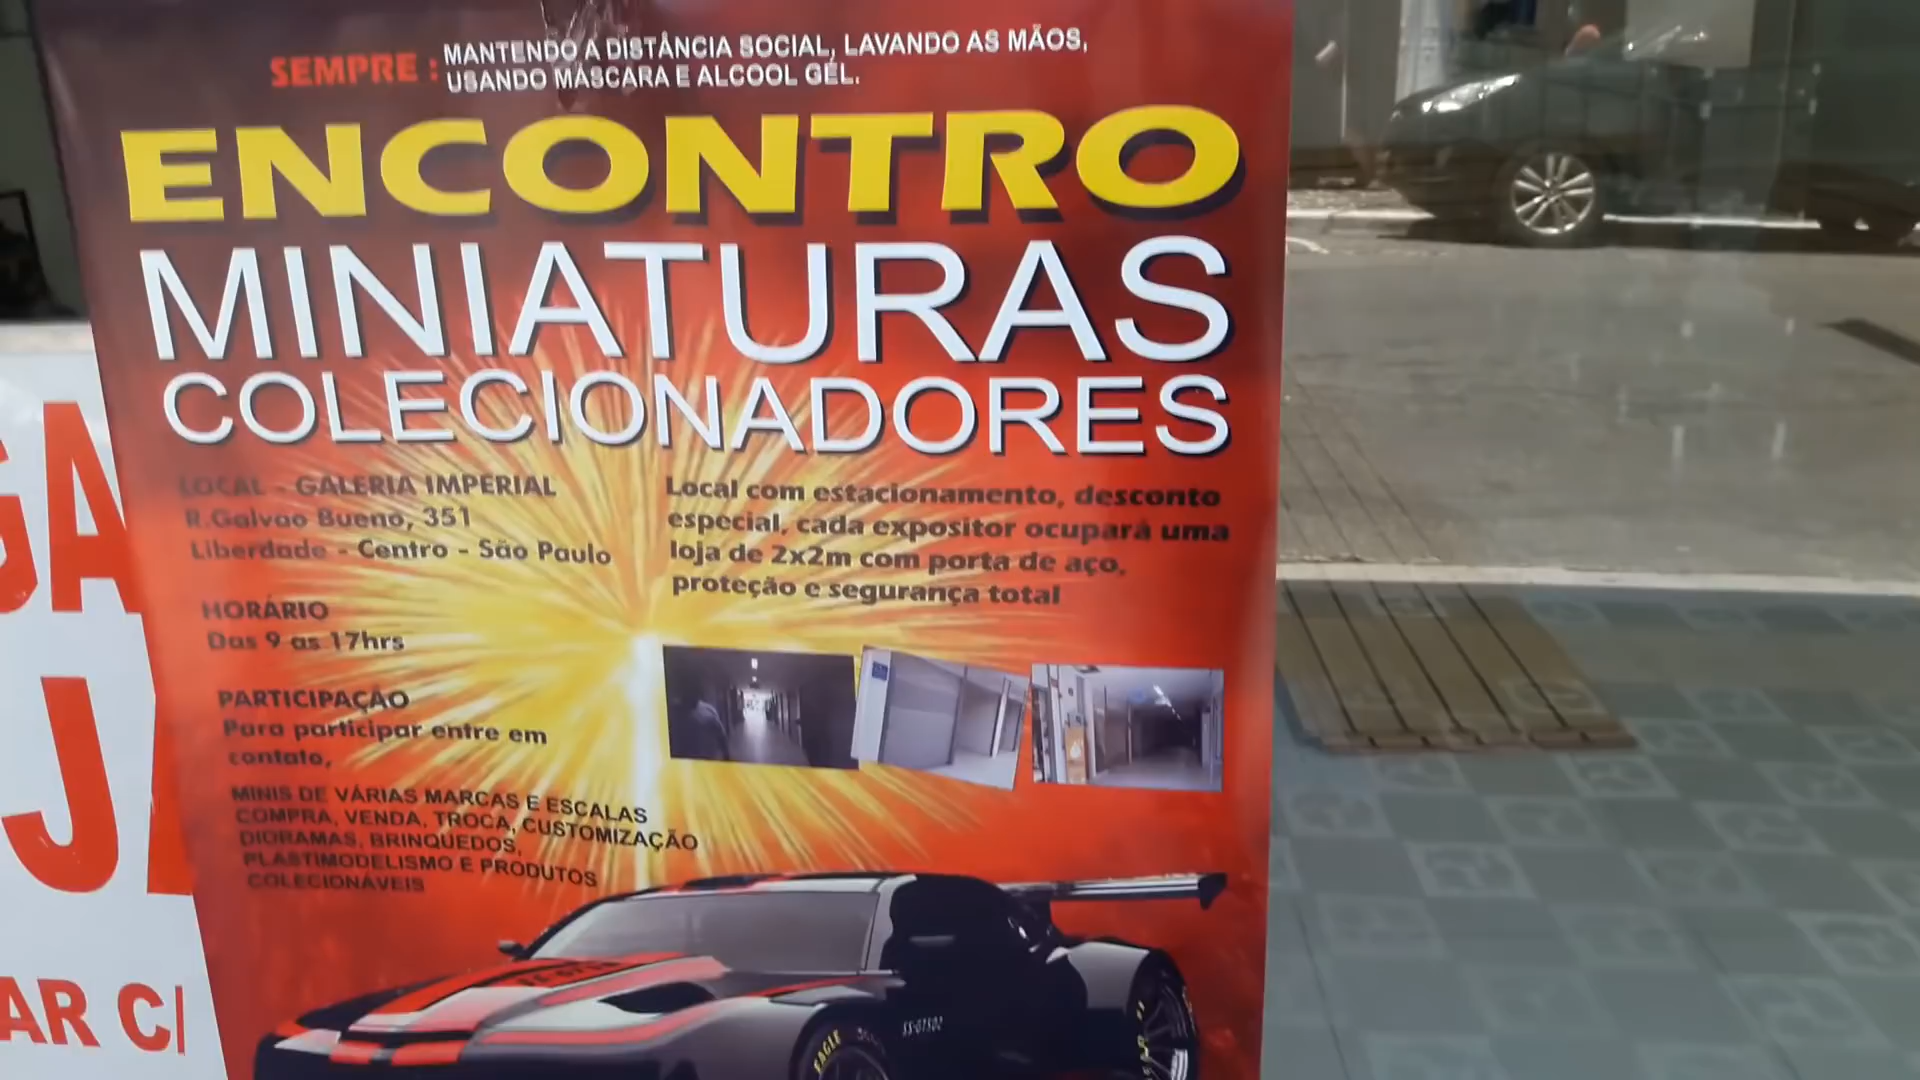 SEMPRE : MANTENDO A DISTÂNCIA SOCIAL, LAVANDO AS MÃOS,
USANDO MÁSCARA E ALCOOL GEL.
ENCONTRO
MINIATURAS
COLECIONADORES
LOCAL - GALERIA IMPERIAL
R.Galvao Bueno, 351
Liberdade - Centro - São Paulo
HORÁRIO
Das 9 as 17hrs
PARTICIPAÇÃO
Para participar entre em
contato,
MINIS DE VÁRIAS MARCAS E ESCALAS
COMPRA, VENDA, TROCA, CUSTOMIZAÇÃO
DIORAMAS, BRINQUEDOS,
PLASTIMODELISMO E PRODUTOS
COLECIONÁVEIS
Local com estacionamento, desconto
especial, cada expositor ocupará uma
loja de 2x2m com porta de aço,
proteção e segurança total
EAGLE
GA
J
AR C/